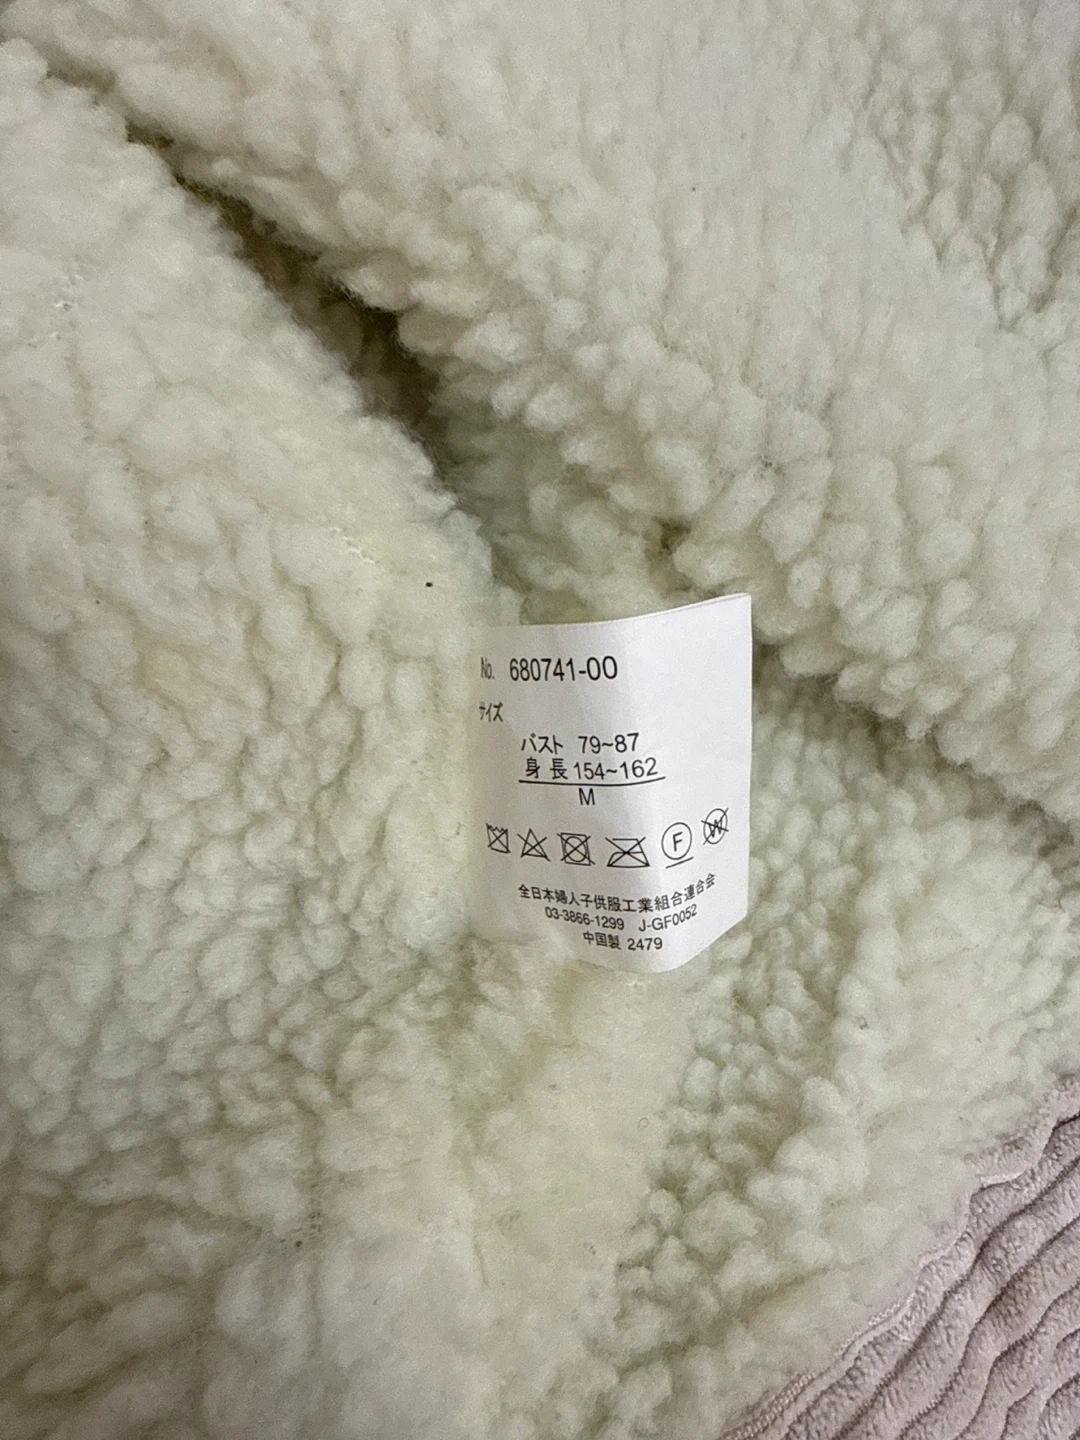 No. 680741-00
サイズ
バスト 79~87
身長 154~162
M
F
W
全日本婦人子供服工業組合連合会
03-3866-1299 J-GF0052
中国製 2479